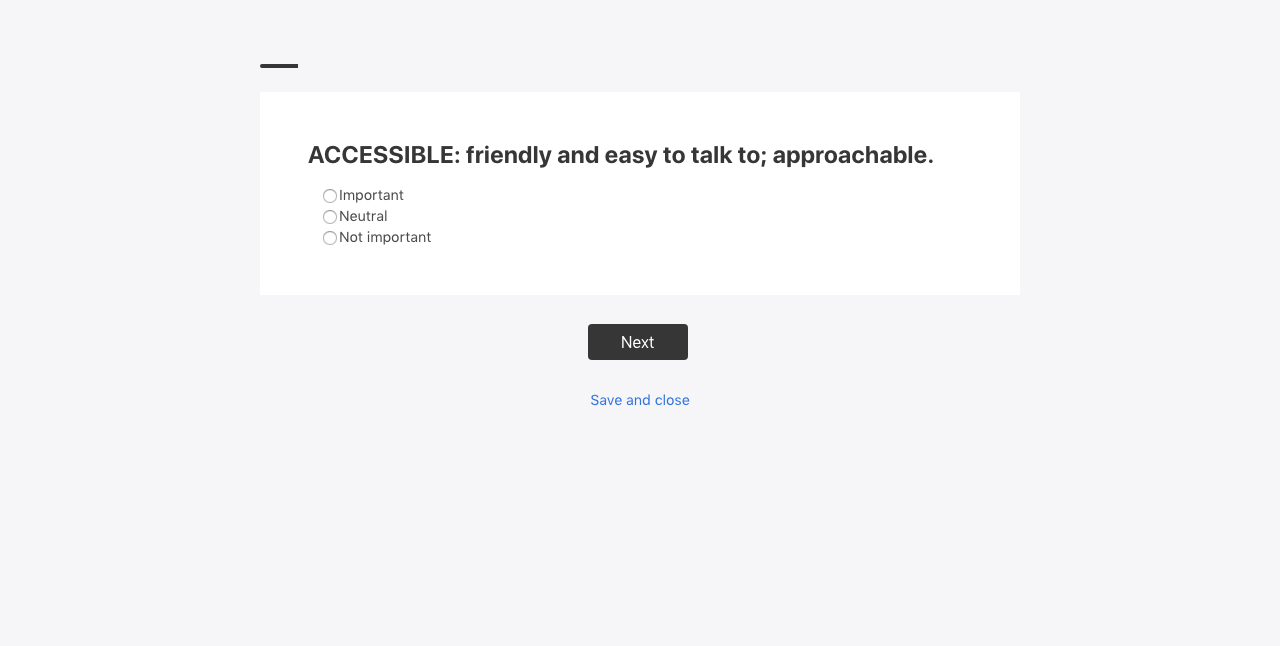 ACCESSIBLE: friendly and easy to talk to; approachable.
Important
Neutral
Not important
Next
Save and close